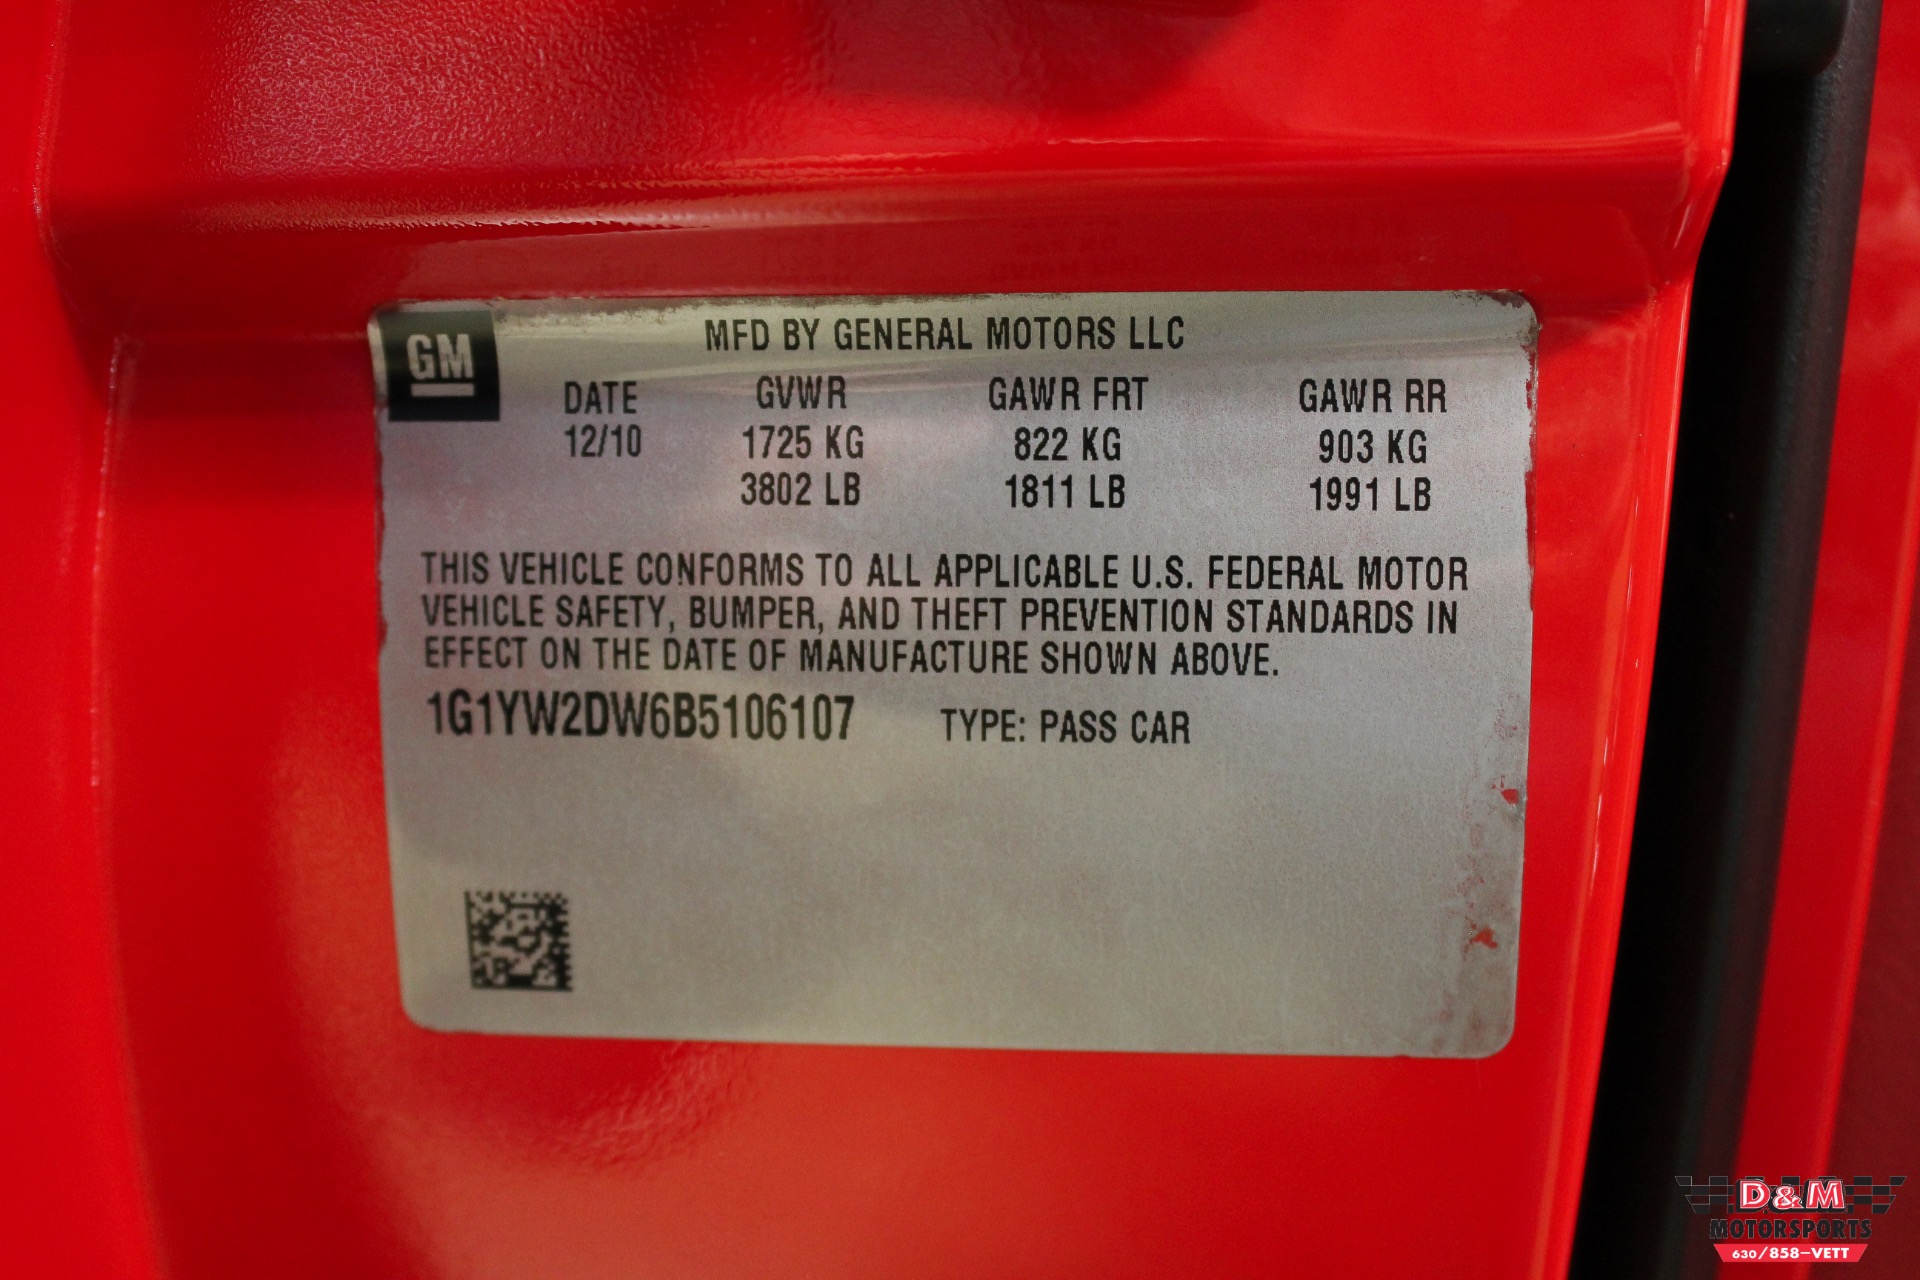 GM
MFD BY GENERAL MOTORS LLC
DATE GVWR GAWR FRT GAWR RR
12/10 1725 KG 822 KG 903 KG
3802 LB 1811 LB 1991 LB
THIS VEHICLE CONFORMS TO ALL APPLICABLE U.S. FEDERAL MOTOR
VEHICLE SAFETY, BUMPER, AND THEFT PREVENTION STANDARDS IN
EFFECT ON THE DATE OF MANUFACTURE SHOWN ABOVE.
1G1YW2DW6B5106107 TYPE: PASS CAR
D&M
MOTORSPORTS
630/858-VETT